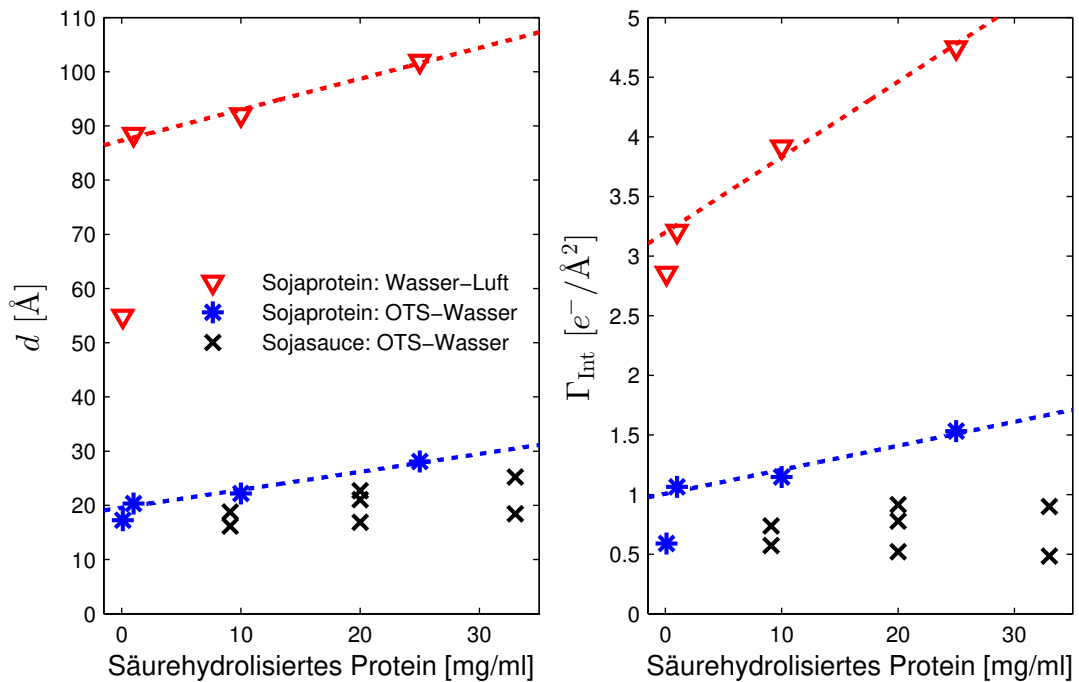 110
100
90
80
70
60
50
40
30
20
10
0
d [Å]
Sojaprotein: Wasser−Luft
Sojaprotein: OTS−Wasser
Sojasauce: OTS−Wasser
0 10 20 30
Säurehydrolisiertes Protein [mg/ml]
5
4.5
4
3.5
3
2.5
2
1.5
1
0.5
0
Γ_Int [e⁻/Å²]
0 10 20 30
Säurehydrolisiertes Protein [mg/ml]